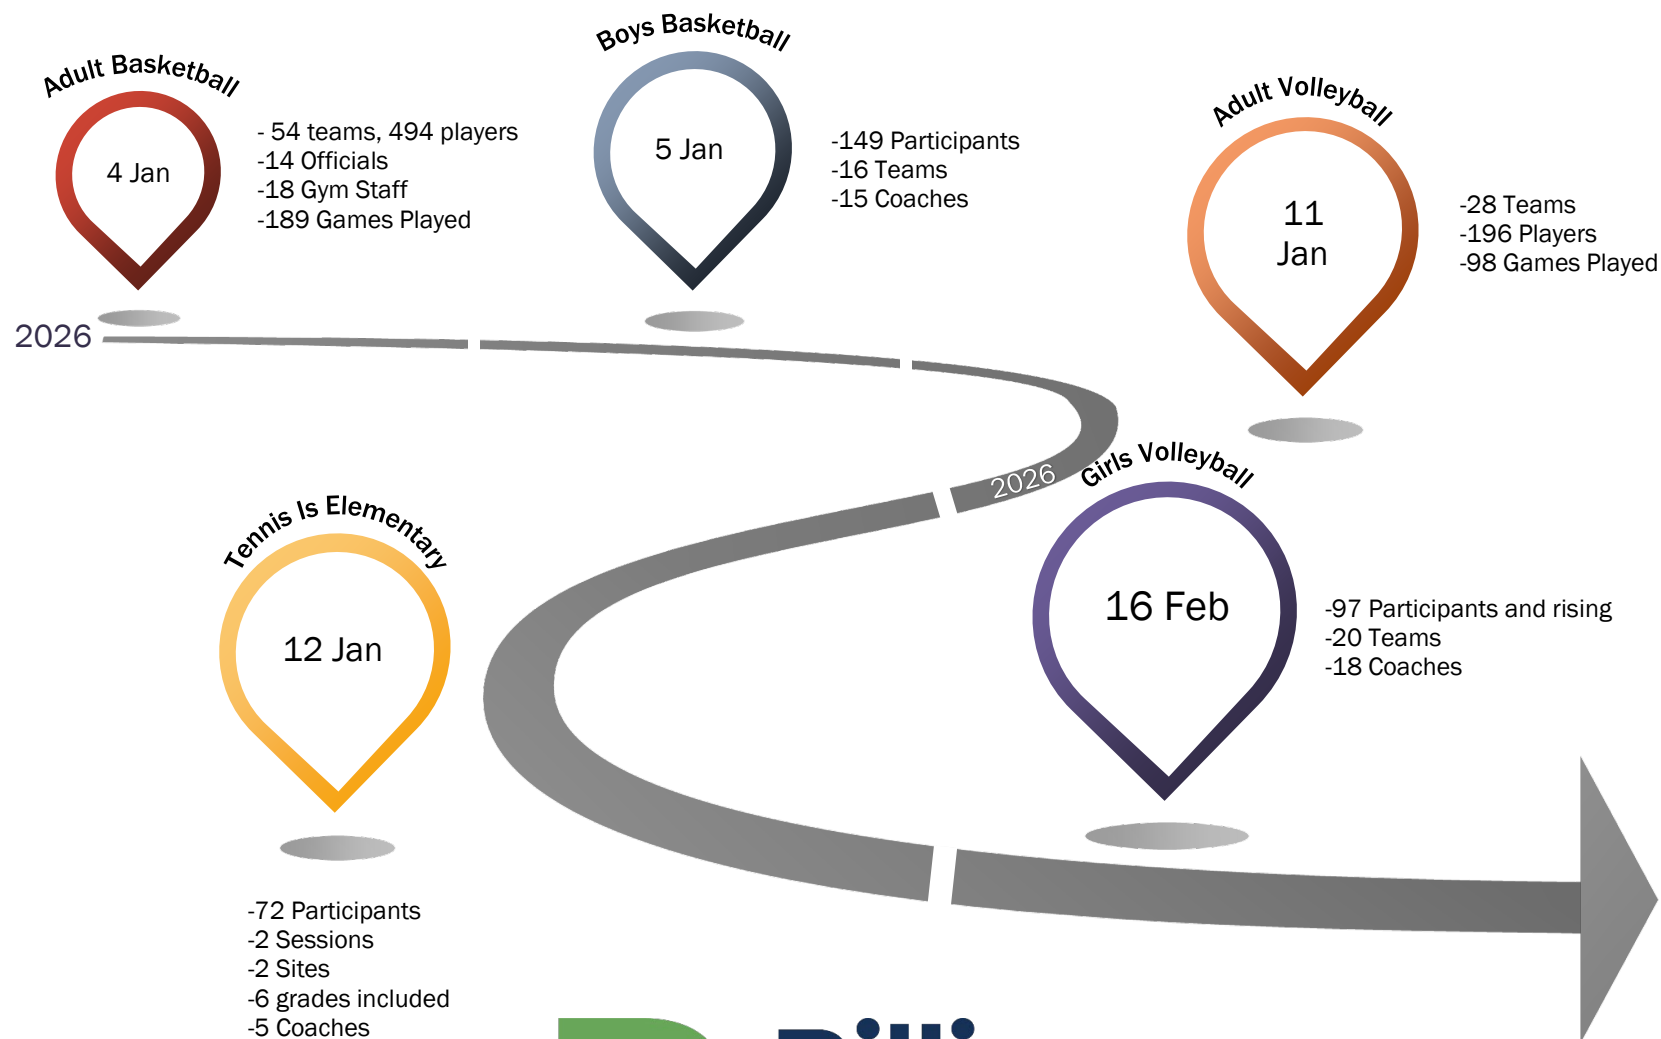 Adult Basketball
4 Jan
- 54 teams, 494 players
-14 Officials
-18 Gym Staff
-189 Games Played
Boys Basketball
5 Jan
-149 Participants
-16 Teams
-15 Coaches
Adult Volleyball
11
Jan
-28 Teams
-196 Players
-98 Games Played
2026
2026
Tennis Is Elementary
12 Jan
-72 Participants
-2 Sessions
-2 Sites
-6 grades included
-5 Coaches
Girls Volleyball
16 Feb
-97 Participants and rising
-20 Teams
-18 Coaches